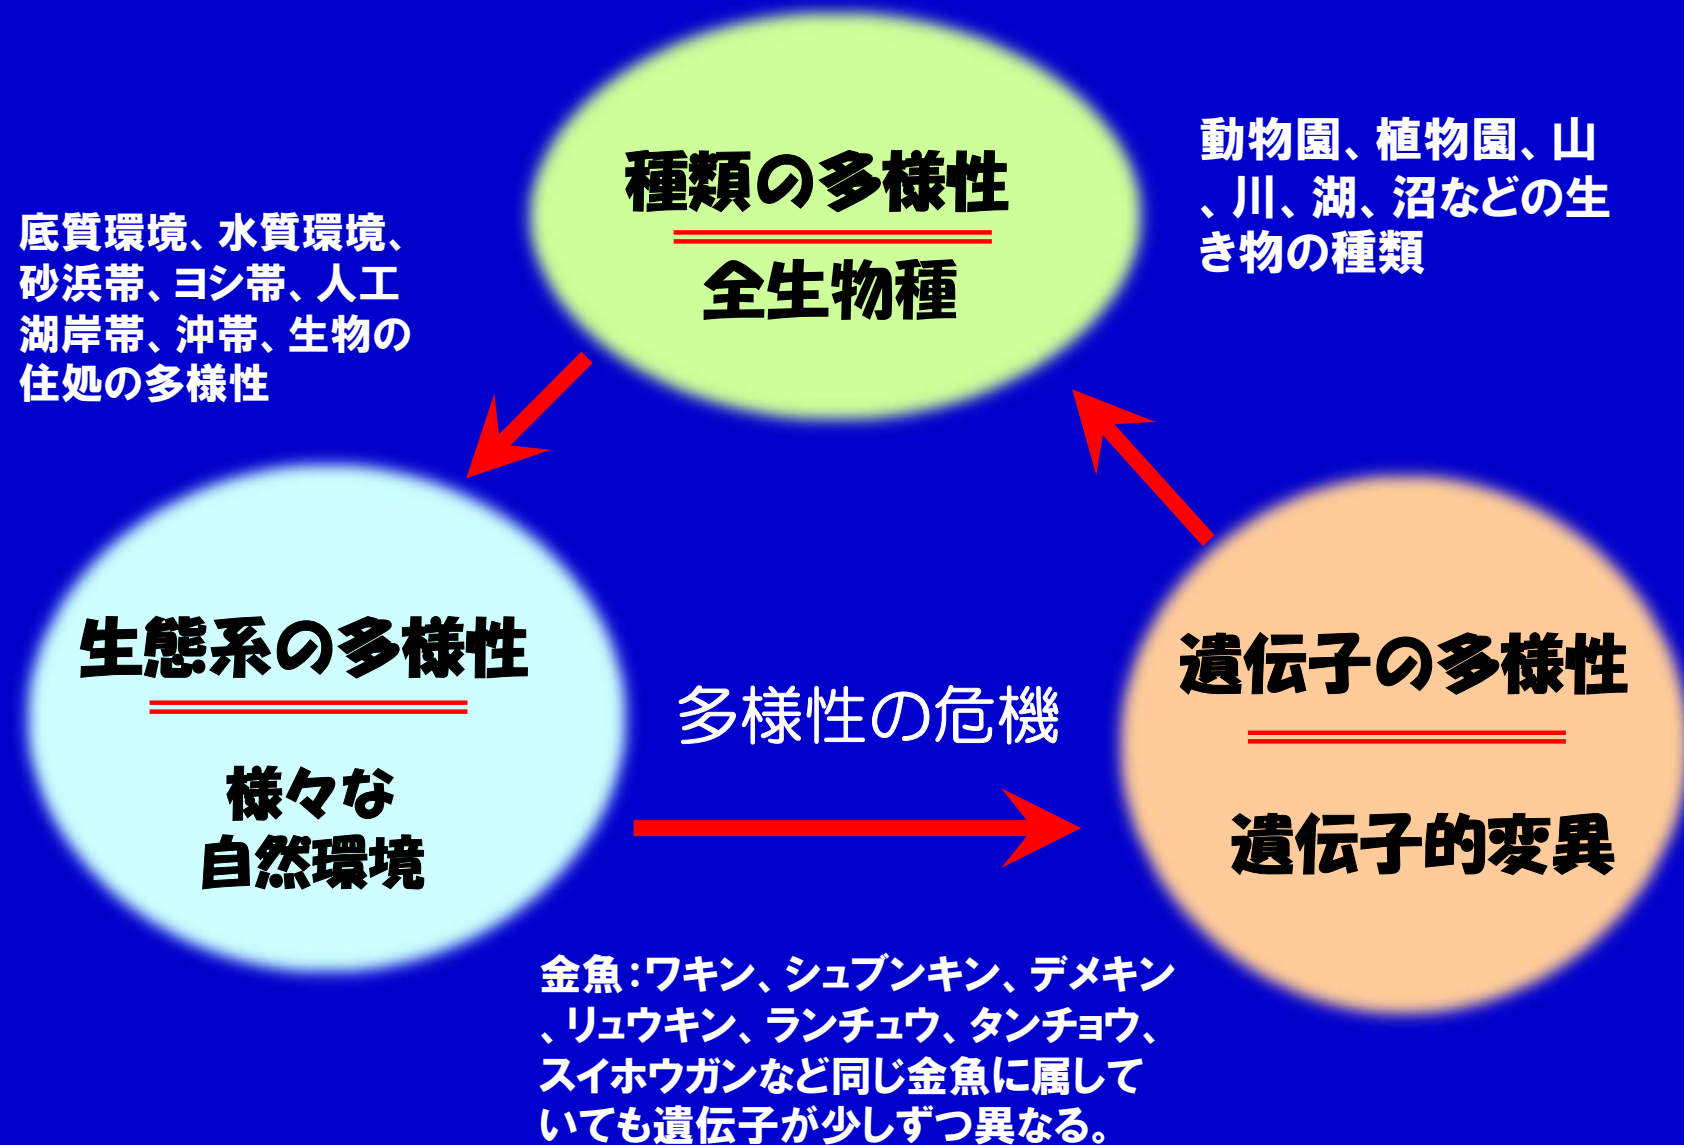 種類の多様性
全生物種
動物園、植物園、山
、川、湖、沼などの生
き物の種類
底質環境、水質環境、
砂浜帯、ヨシ帯、人工
湖岸帯、沖帯、生物の
住処の多様性
生態系の多様性
様々な
自然環境
多様性の危機
遺伝子の多様性
遺伝子的変異
金魚：ワキン、シュブンキン、デメキン
、リュウキン、ランチュウ、タンチョウ、
スイホウガンなど同じ金魚に属して
いても遺伝子が少しずつ異なる。